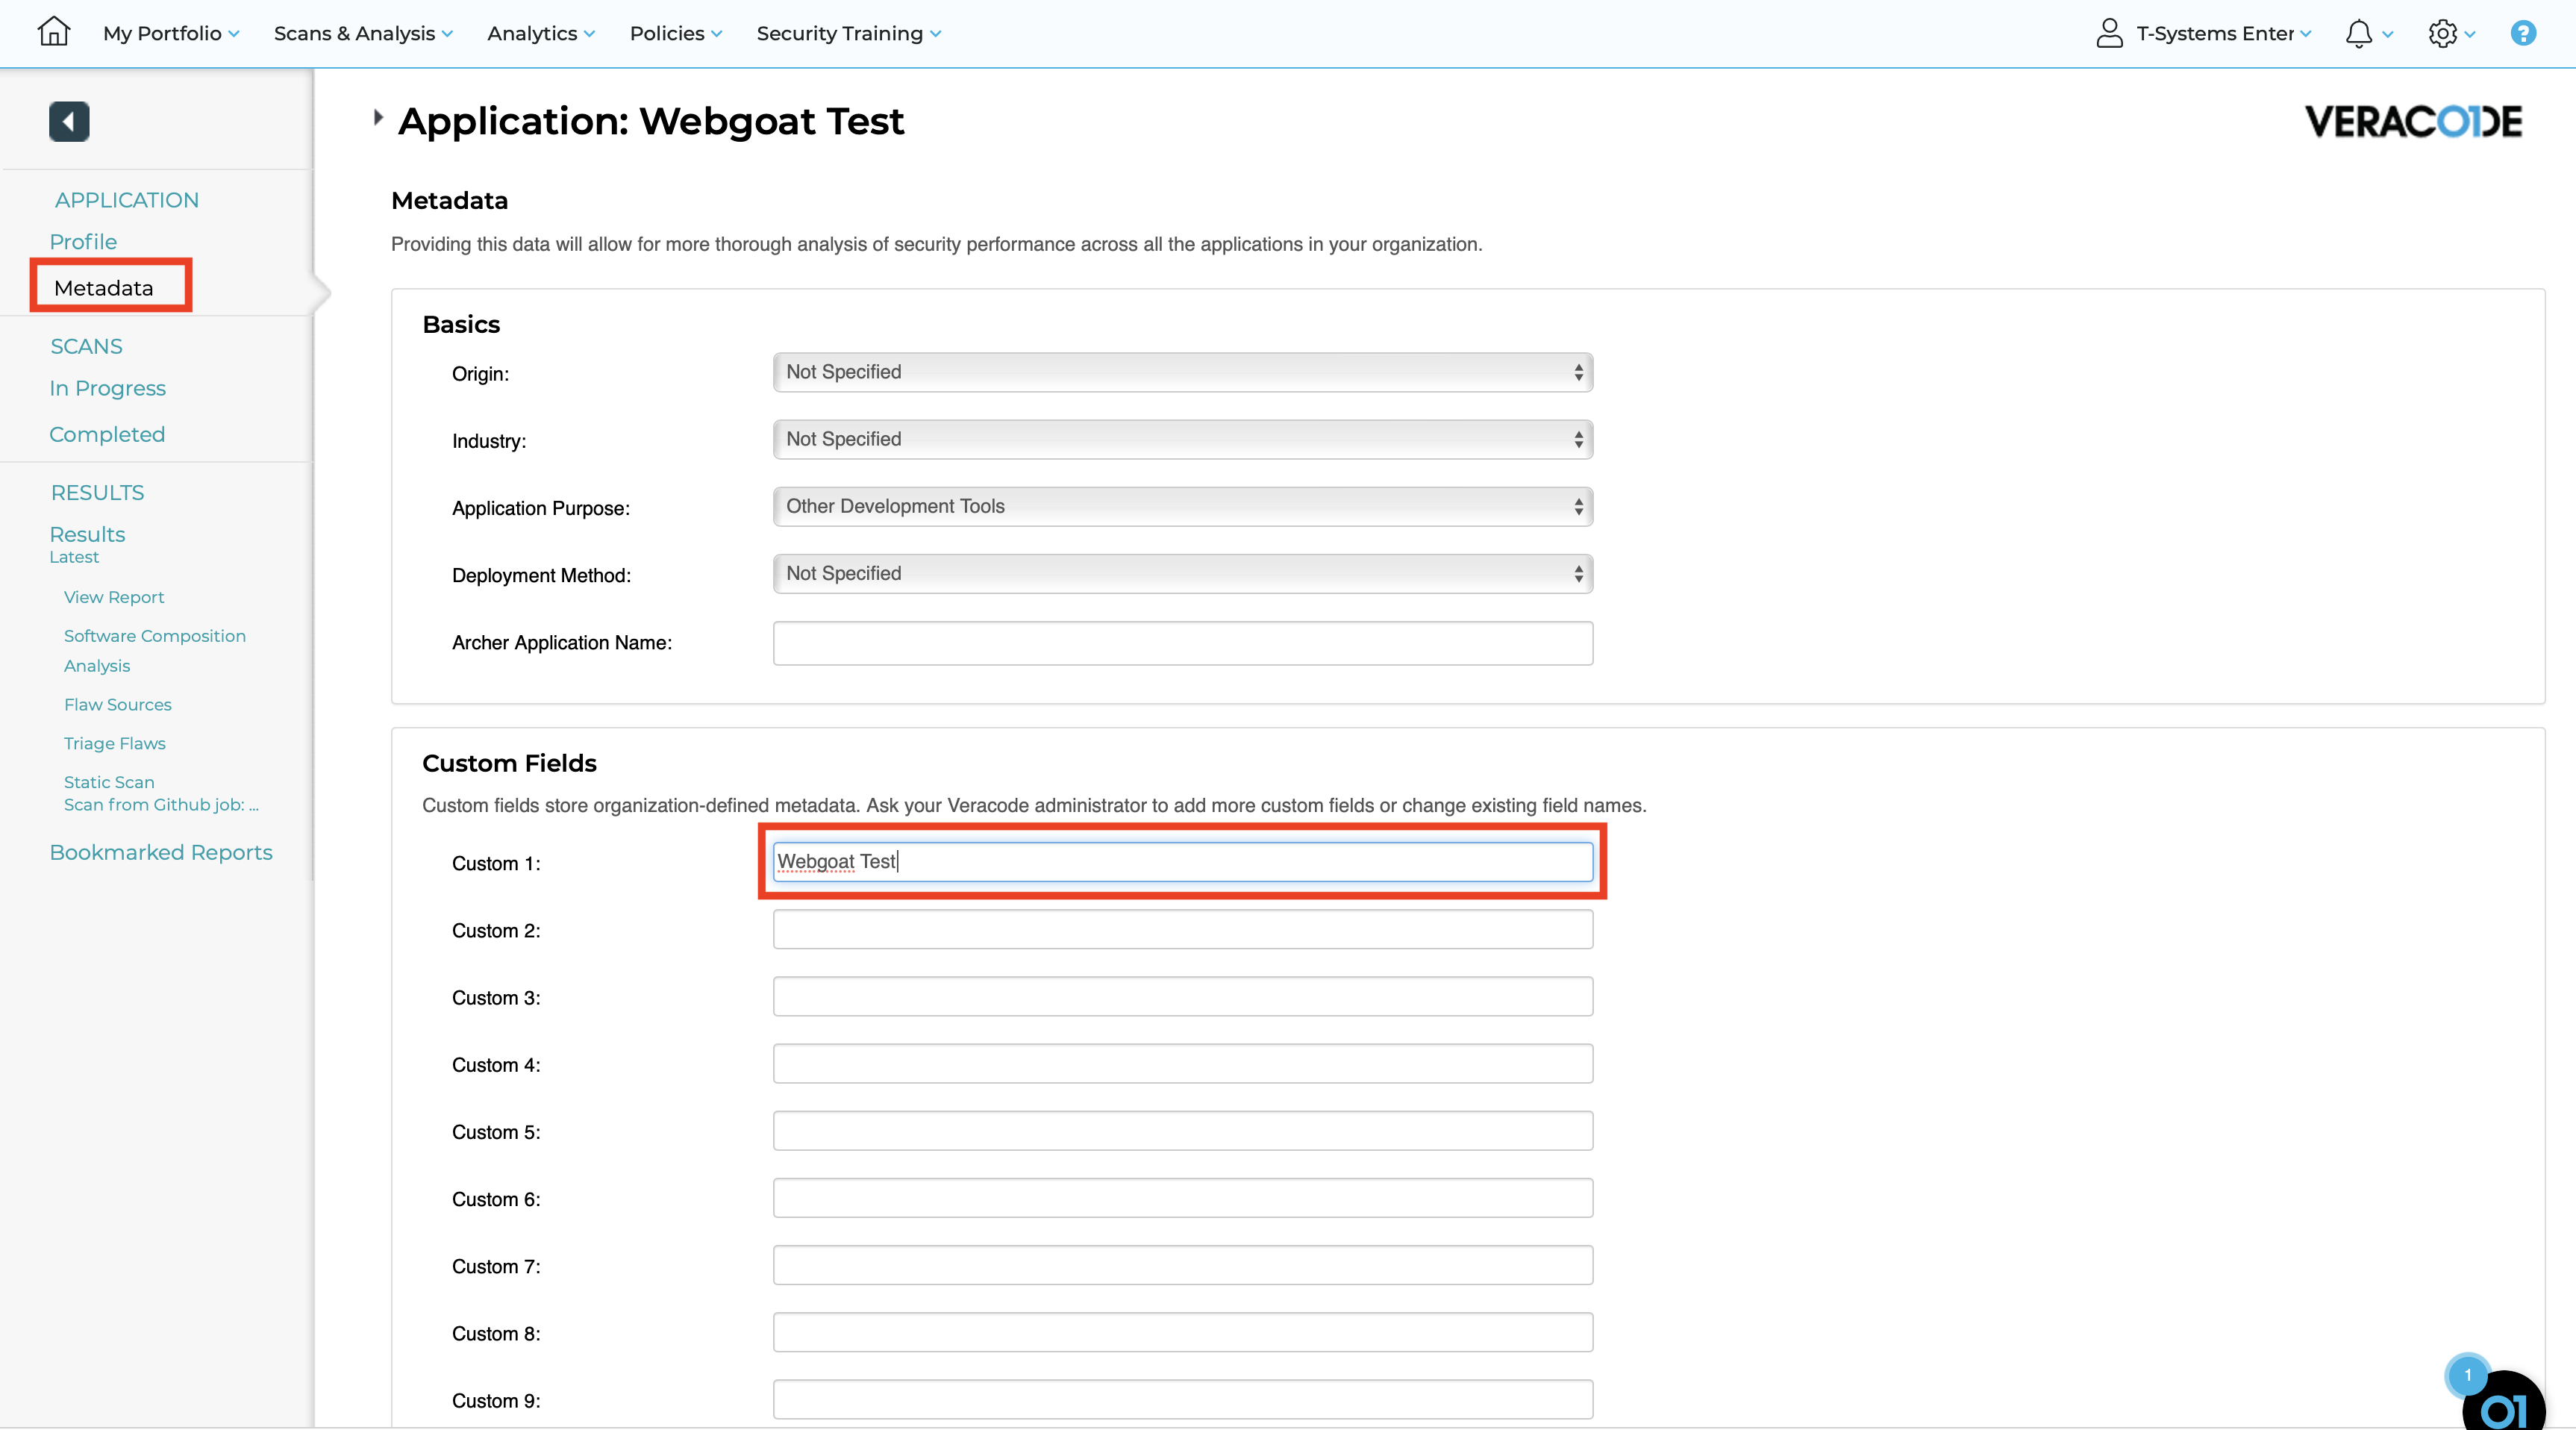 My Portfolio Scans & Analysis Analytics Policies Security Training T-Systems Enter ?
Application: Webgoat Test
VERACODE
APPLICATION
Profile
Metadata
SCANS
In Progress
Completed
RESULTS
Results
Latest
View Report
Software Composition
Analysis
Flaw Sources
Triage Flaws
Static Scan
Scan from Github job: ...
Bookmarked Reports
Metadata
Providing this data will allow for more thorough analysis of security performance across all the applications in your organization.
Basics
Origin: Not Specified
Industry: Not Specified
Application Purpose: Other Development Tools
Deployment Method: Not Specified
Archer Application Name:
Custom Fields
Custom fields store organization-defined metadata. Ask your Veracode administrator to add more custom fields or change existing field names.
Custom 1: Webgoat Test
Custom 2:
Custom 3:
Custom 4:
Custom 5:
Custom 6:
Custom 7:
Custom 8:
Custom 9:
1
01